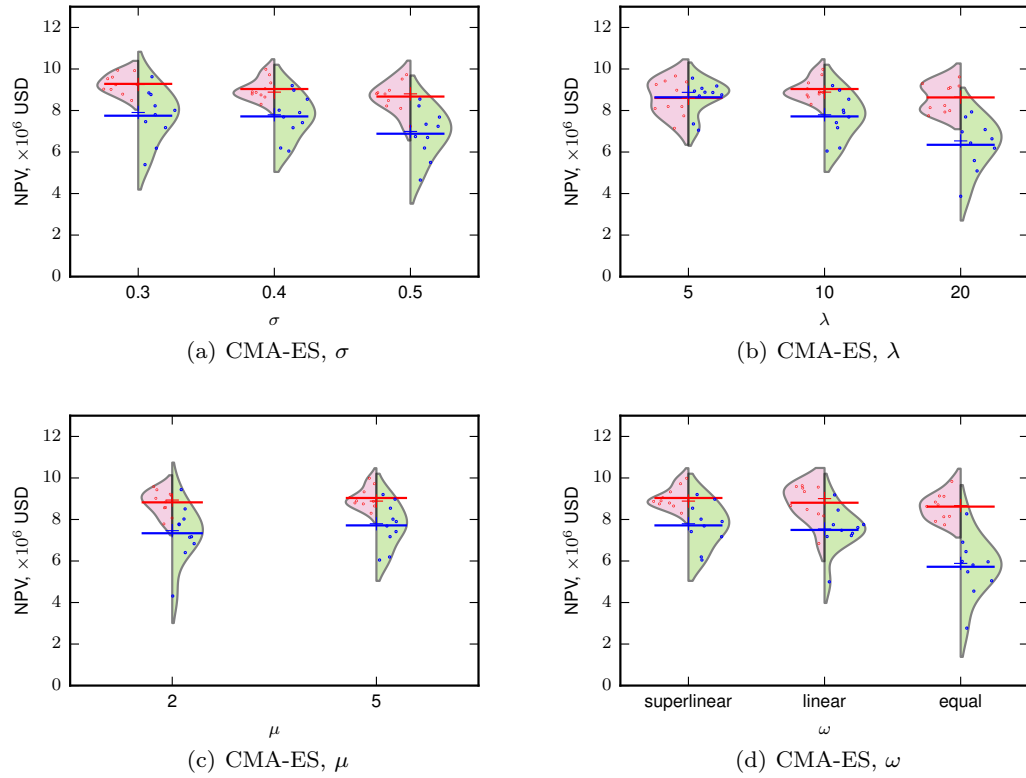 NPV, ×10⁶ USD
12
10
8
6
4
2
0
0.3 0.4 0.5
σ
(a) CMA-ES, σ
NPV, ×10⁶ USD
12
10
8
6
4
2
0
5 10 20
λ
(b) CMA-ES, λ
NPV, ×10⁶ USD
12
10
8
6
4
2
0
2 5
μ
(c) CMA-ES, μ
NPV, ×10⁶ USD
12
10
8
6
4
2
0
superlinear linear equal
ω
(d) CMA-ES, ω